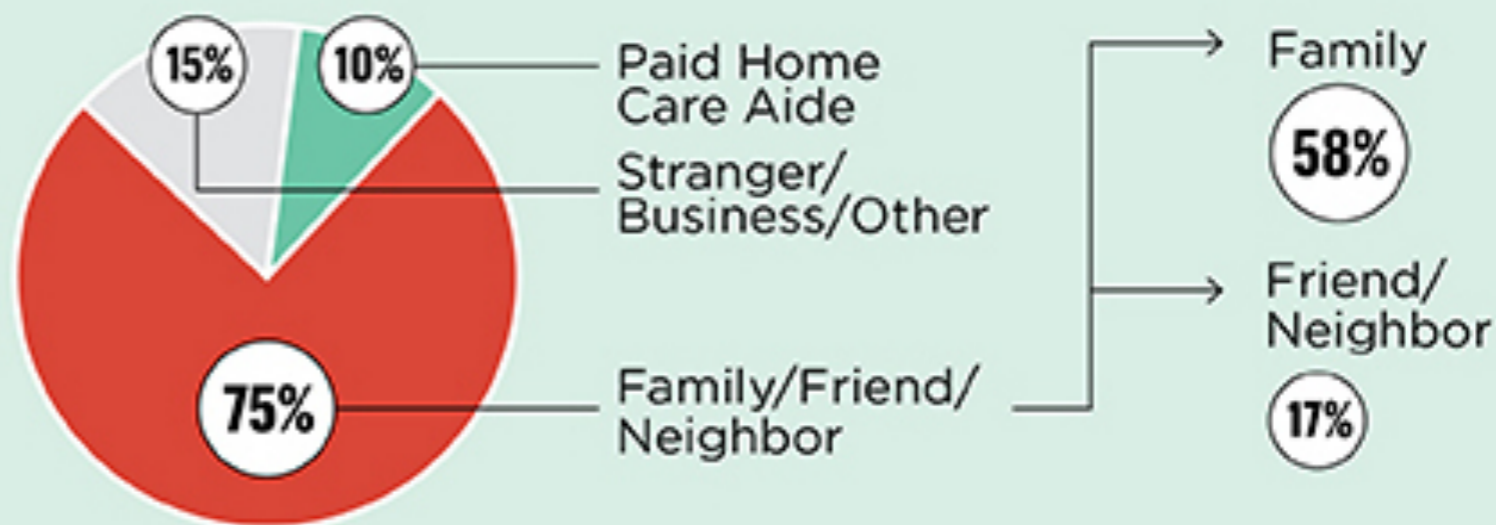 15%
10%
Paid Home
Care Aide
Stranger/
Business/Other
75%
Family/Friend/
Neighbor
Family
58%
Friend/
Neighbor
17%